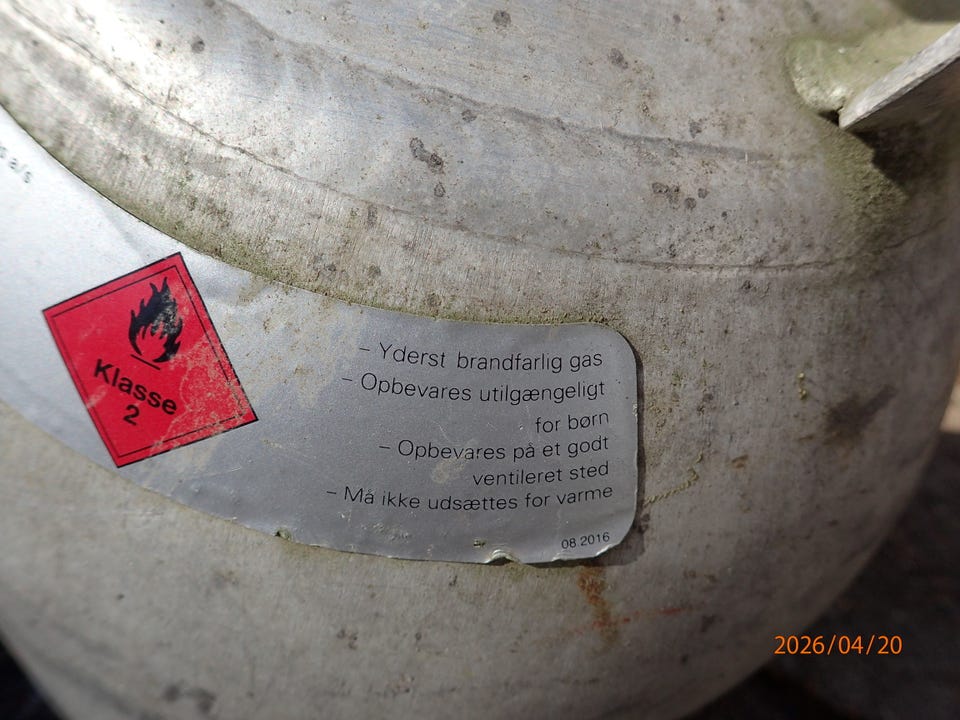 a/s
Klasse
2
– Yderst brandfarlig gas
– Opbevares utilgængeligt
for børn
– Opbevares på et godt
ventileret sted
– Må ikke udsættes for varme
08.2016
2026/04/20